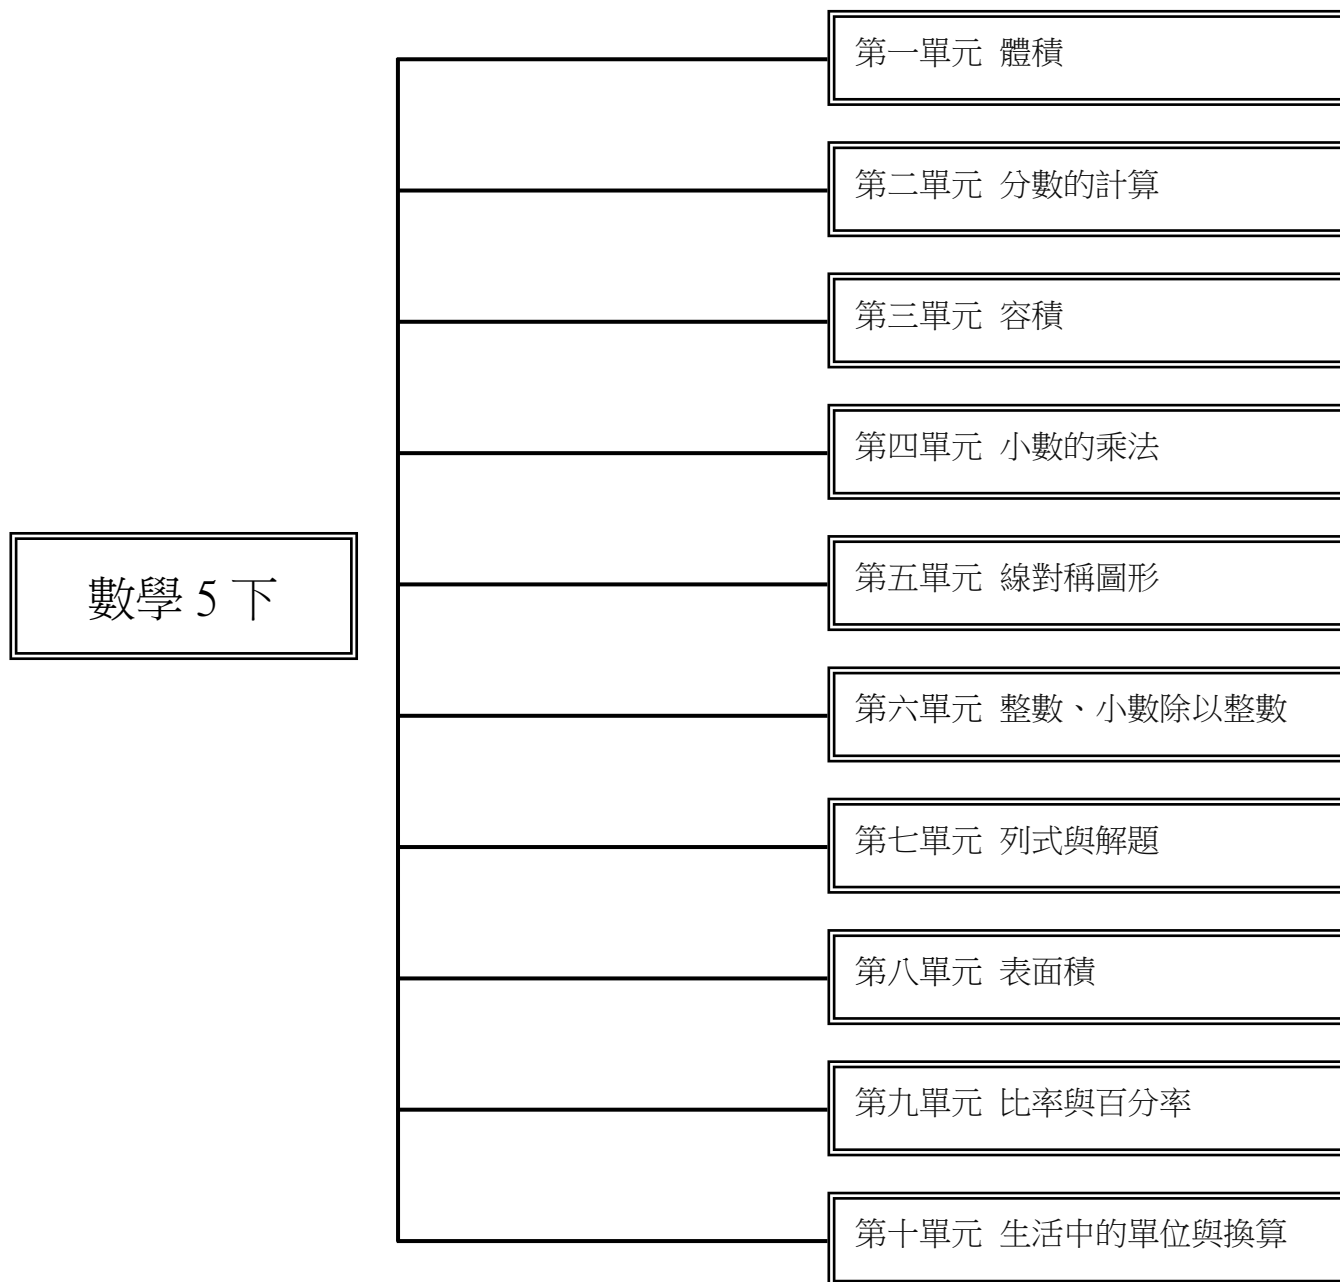 第一單元 體積
第二單元 分數的計算
第三單元 容積
第四單元 小數的乘法
第五單元 線對稱圖形
數學 5 下
第六單元 整數、小數除以整數
第七單元 列式與解題
第八單元 表面積
第九單元 比率與百分率
第十單元 生活中的單位與換算